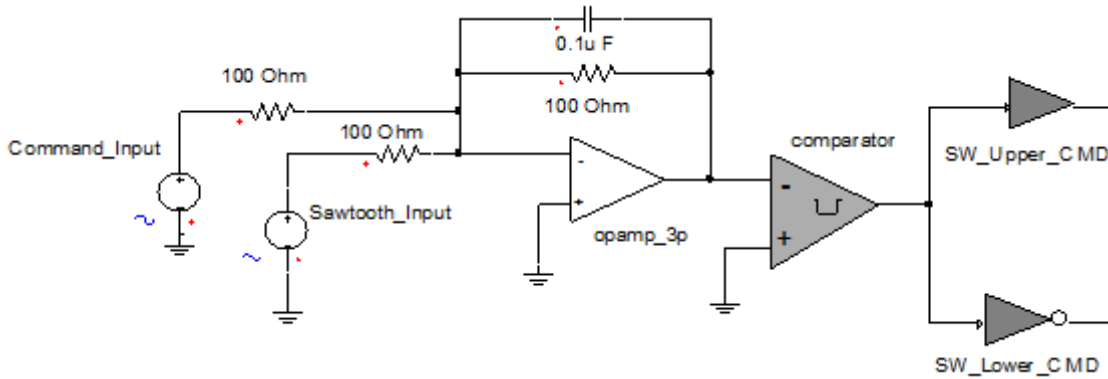 0.1u F
100 Ohm
100 Ohm
100 Ohm
Command_Input
Sawtooth_Input
-
+
opamp_3p
comparator
-
+
SW_Upper_CMD
SW_Lower_CMD